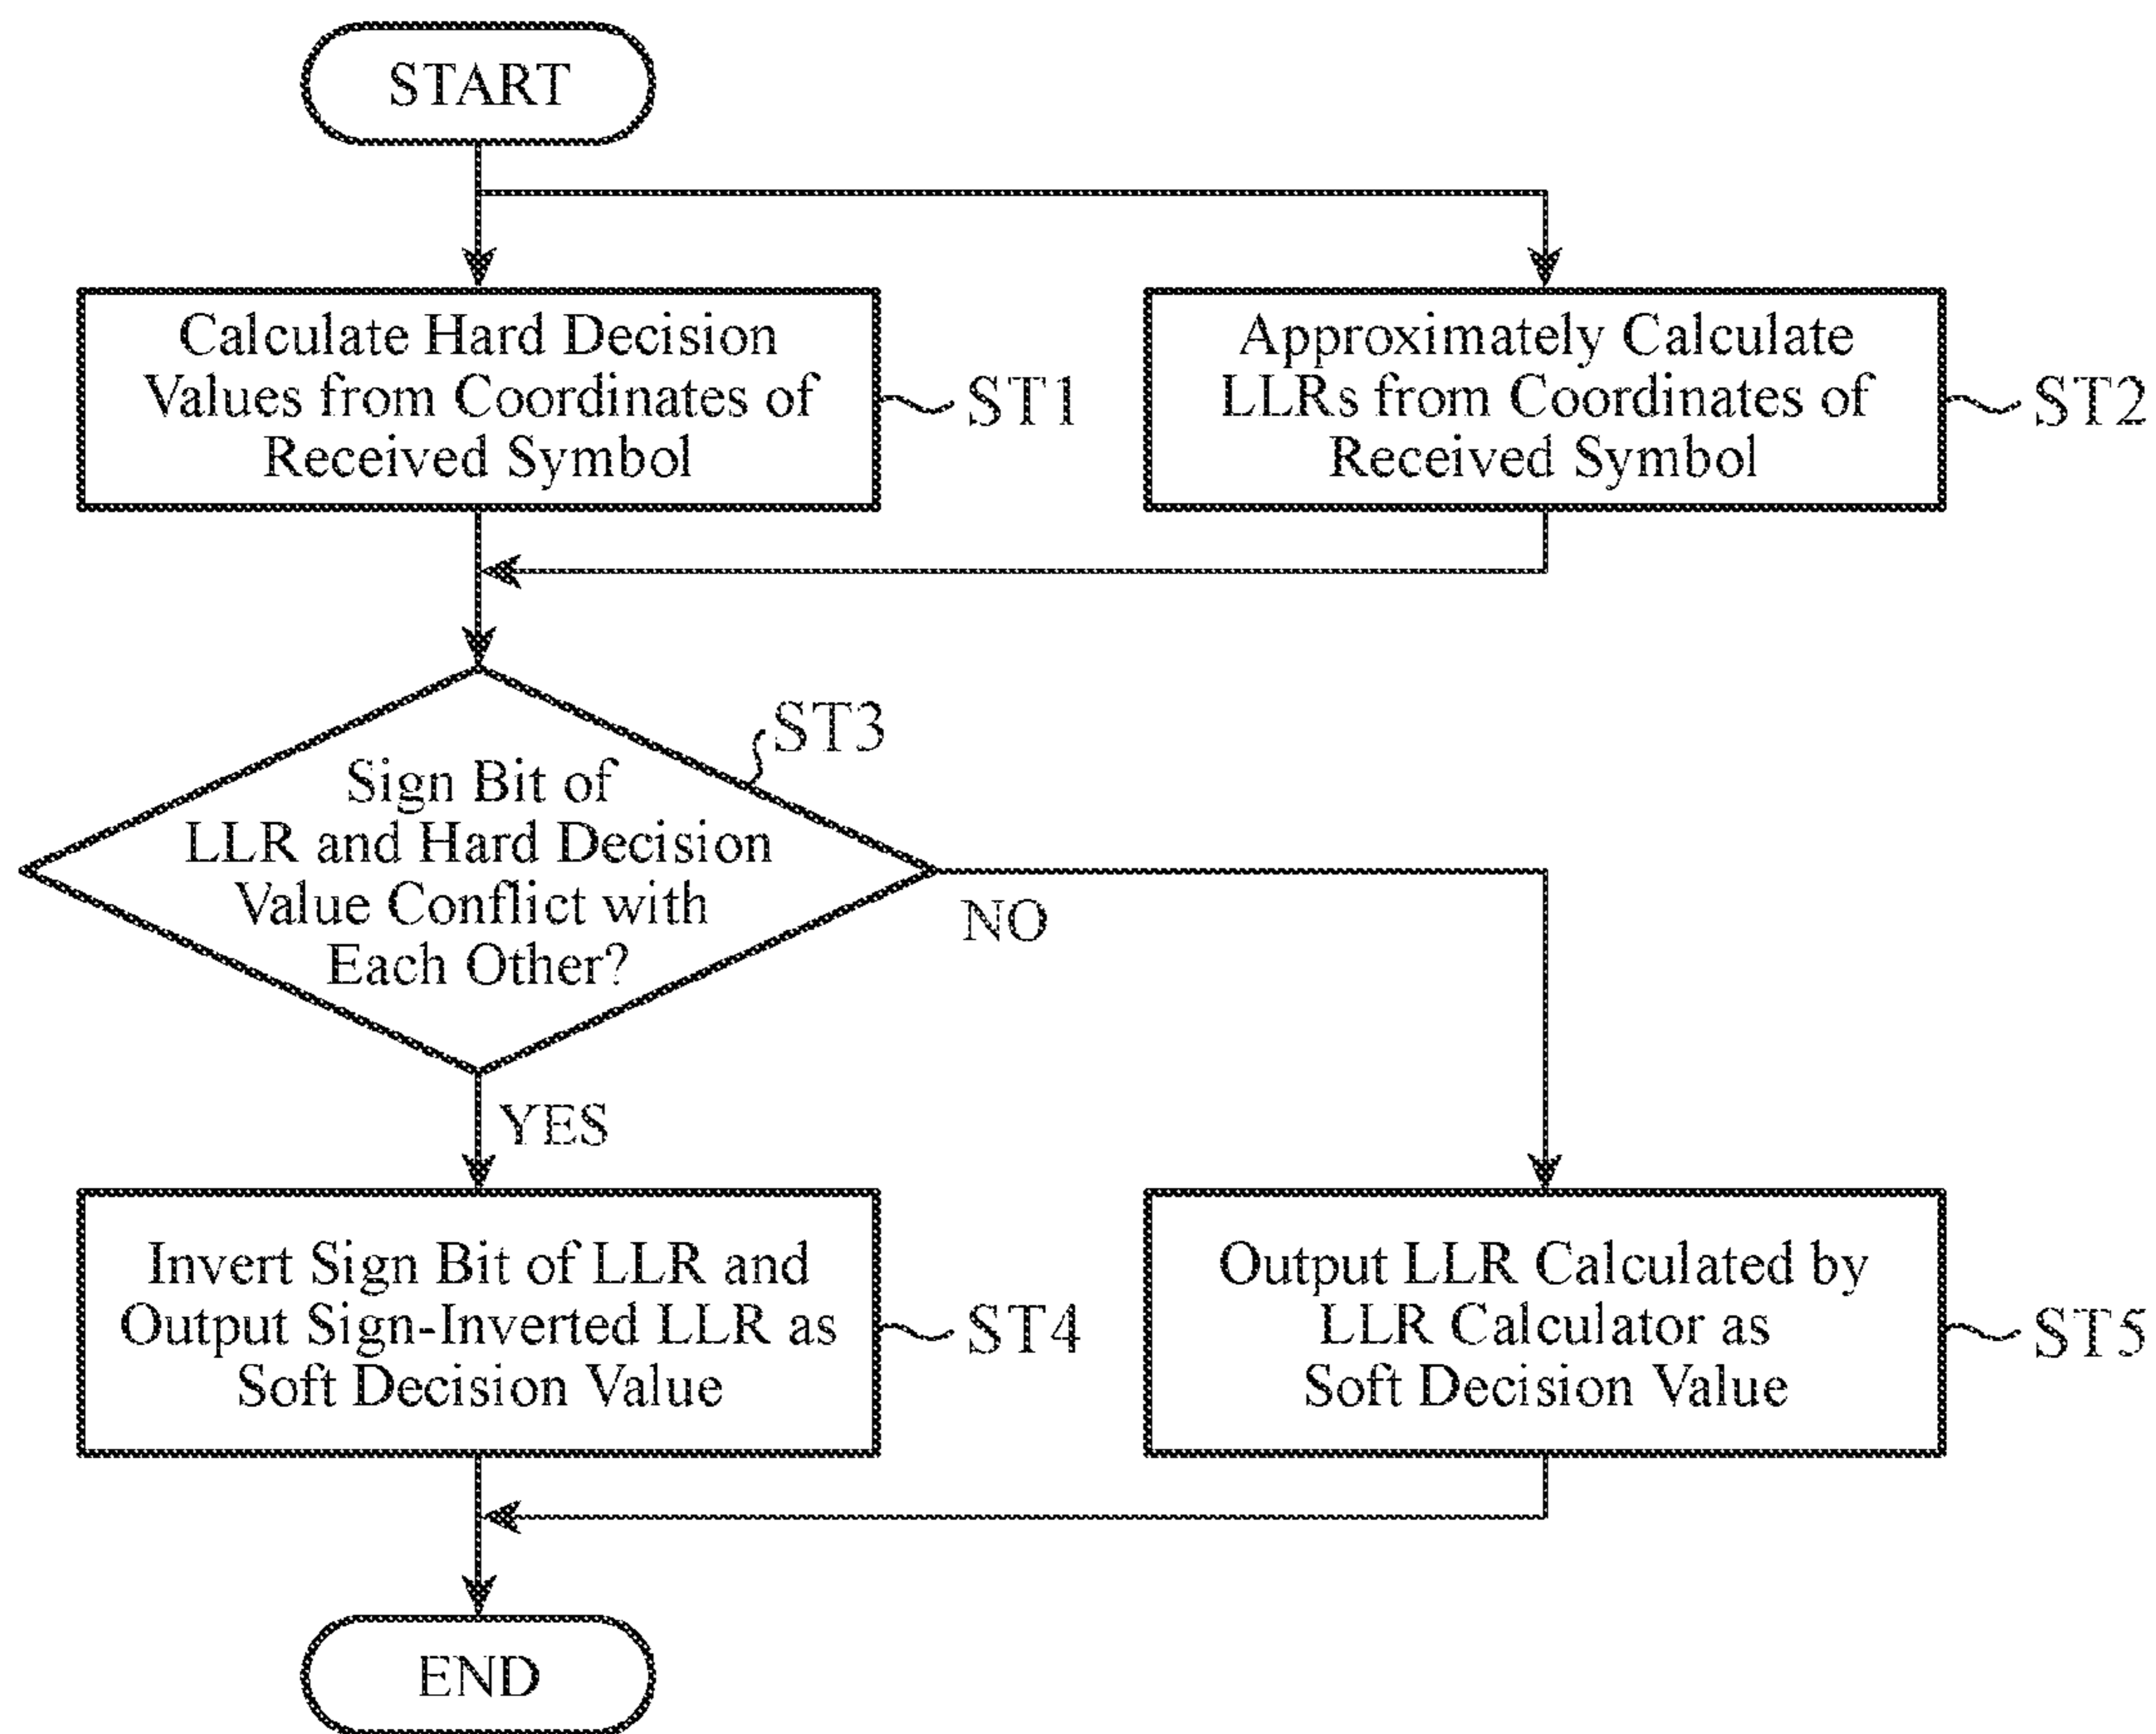 START
Calculate Hard Decision
Values from Coordinates of
Received Symbol
ST1
Approximately Calculate
LLRs from Coordinates of
Received Symbol
ST2
ST3
Sign Bit of
LLR and Hard Decision
Value Conflict with
Each Other?
NO
YES
Invert Sign Bit of LLR and
Output Sign-Inverted LLR as
Soft Decision Value
ST4
Output LLR Calculated by
LLR Calculator as
Soft Decision Value
ST5
END